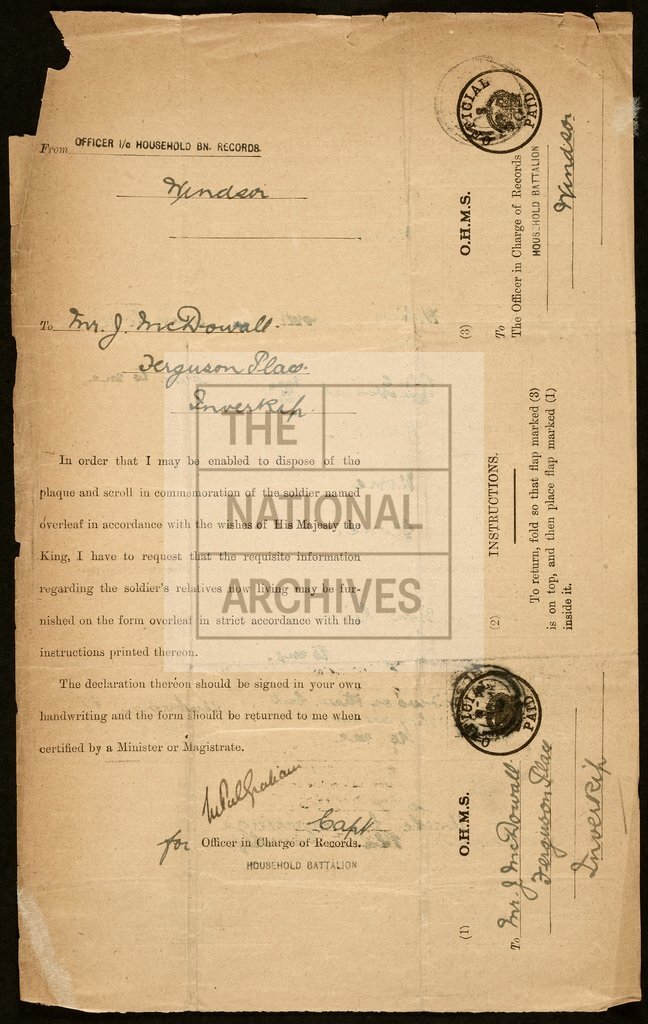 From OFFICER i/c HOUSEHOLD BN. RECORDS.
Windsor
To Mr. J. McDowall.
Ferguson Place.
Inverkip.
In order that I may be enabled to dispose of the
plaque and scroll in commemoration of the soldier named
overleaf in accordance with the wishes of His Majesty the
King, I have to request that the requisite information
regarding the soldier's relatives now living may be fur-
nished on the form overleaf in strict accordance with the
instructions printed thereon.
The declaration thereon should be signed in your own
handwriting and the form should be returned to me when
certified by a Minister or Magistrate.
Graham
Capt
for Officer in Charge of Records.
HOUSEHOLD BATTALION
THE
NATIONAL
ARCHIVES
OFFICIAL PAID
(3) O.H.M.S.
To
The Officer in Charge of Records
HOUSEHOLD BATTALION
Windsor
(2) INSTRUCTIONS.
To return, fold so that flap marked (3)
is on top, and then place flap marked (1)
inside it.
OFFICIAL PAID
(1) O.H.M.S.
To Mr. J McDowall.
Ferguson Place
Inverkip